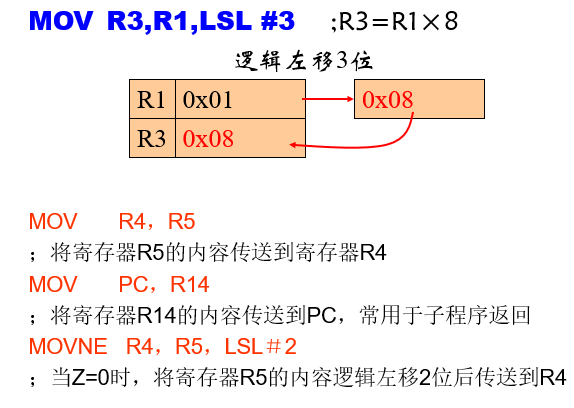 MOV R3,R1,LSL #3 ;R3=R1×8
逻辑左移3位
R1 0x01 0x08
R3 0x08
MOV R4，R5
；将寄存器R5的内容传送到寄存器R4
MOV PC，R14
；将寄存器R14的内容传送到PC，常用于子程序返回
MOVNE R4，R5，LSL＃2
；当Z=0时，将寄存器R5的内容逻辑左移2位后传送到R4